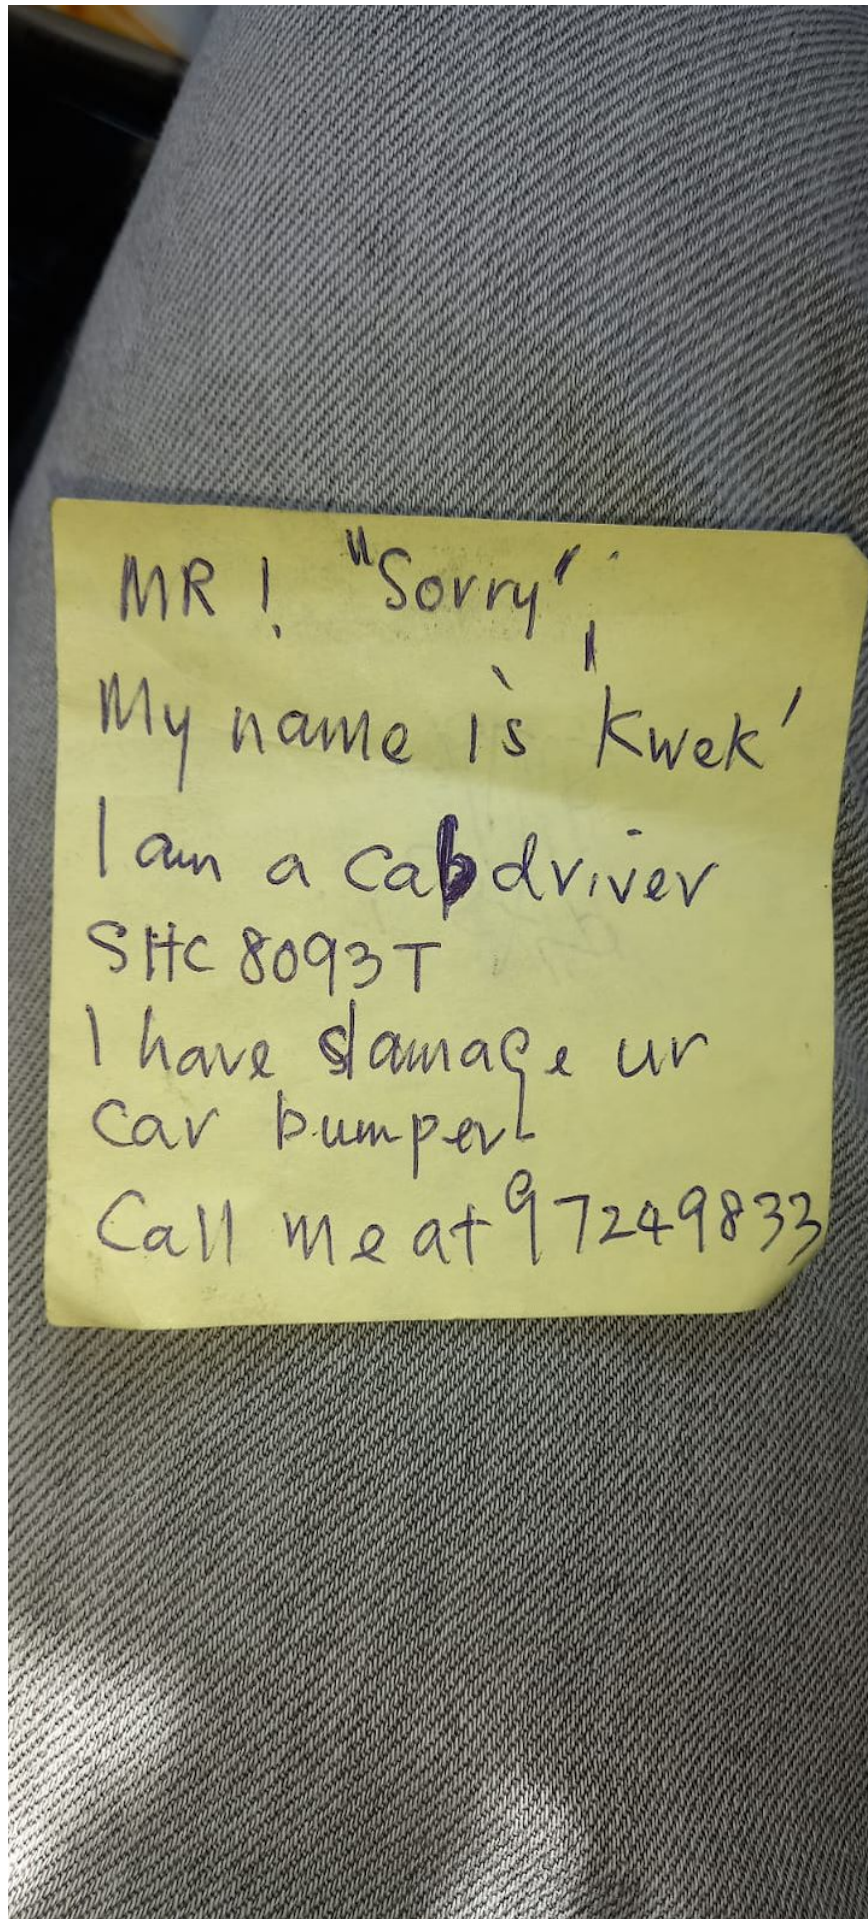 MR! "Sorry",
My name is 'Kwek'
I am a cab driver
SHC 8093T
I have damage ur
car bumper
Call me at 97249833